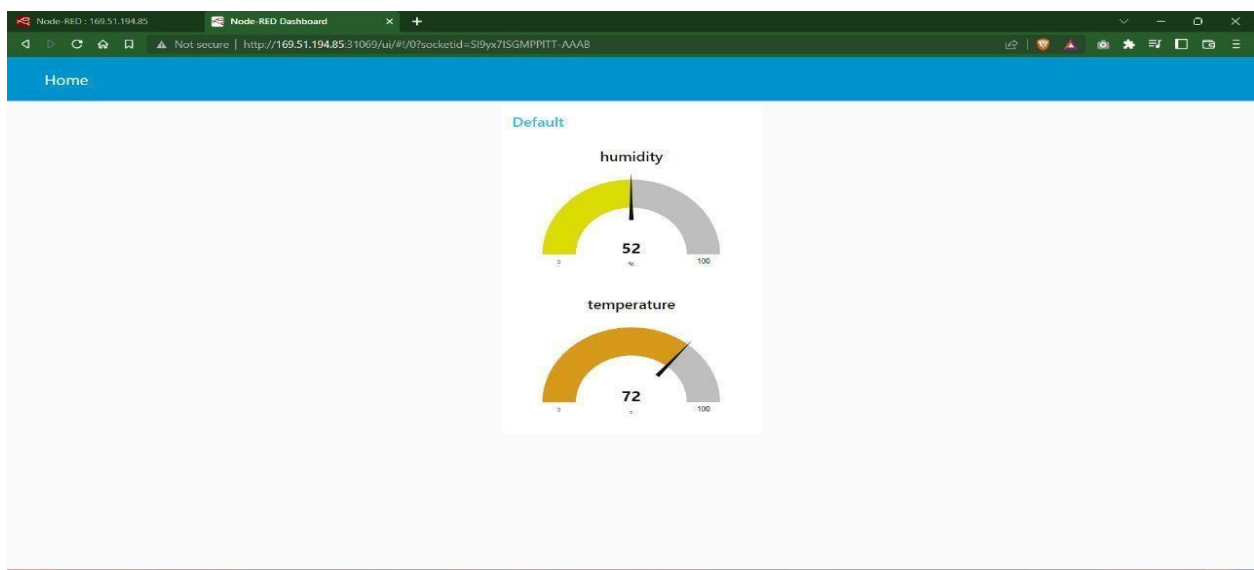 Node-RED : 169.51.194.85
Node-RED Dashboard
Not secure | http://169.51.194.85:31069/ui/#!/0?socketid=SI9yx7ISGMPPITT-AAAB
Home
Default
humidity
52
0 % 100
temperature
72
0 ° 100